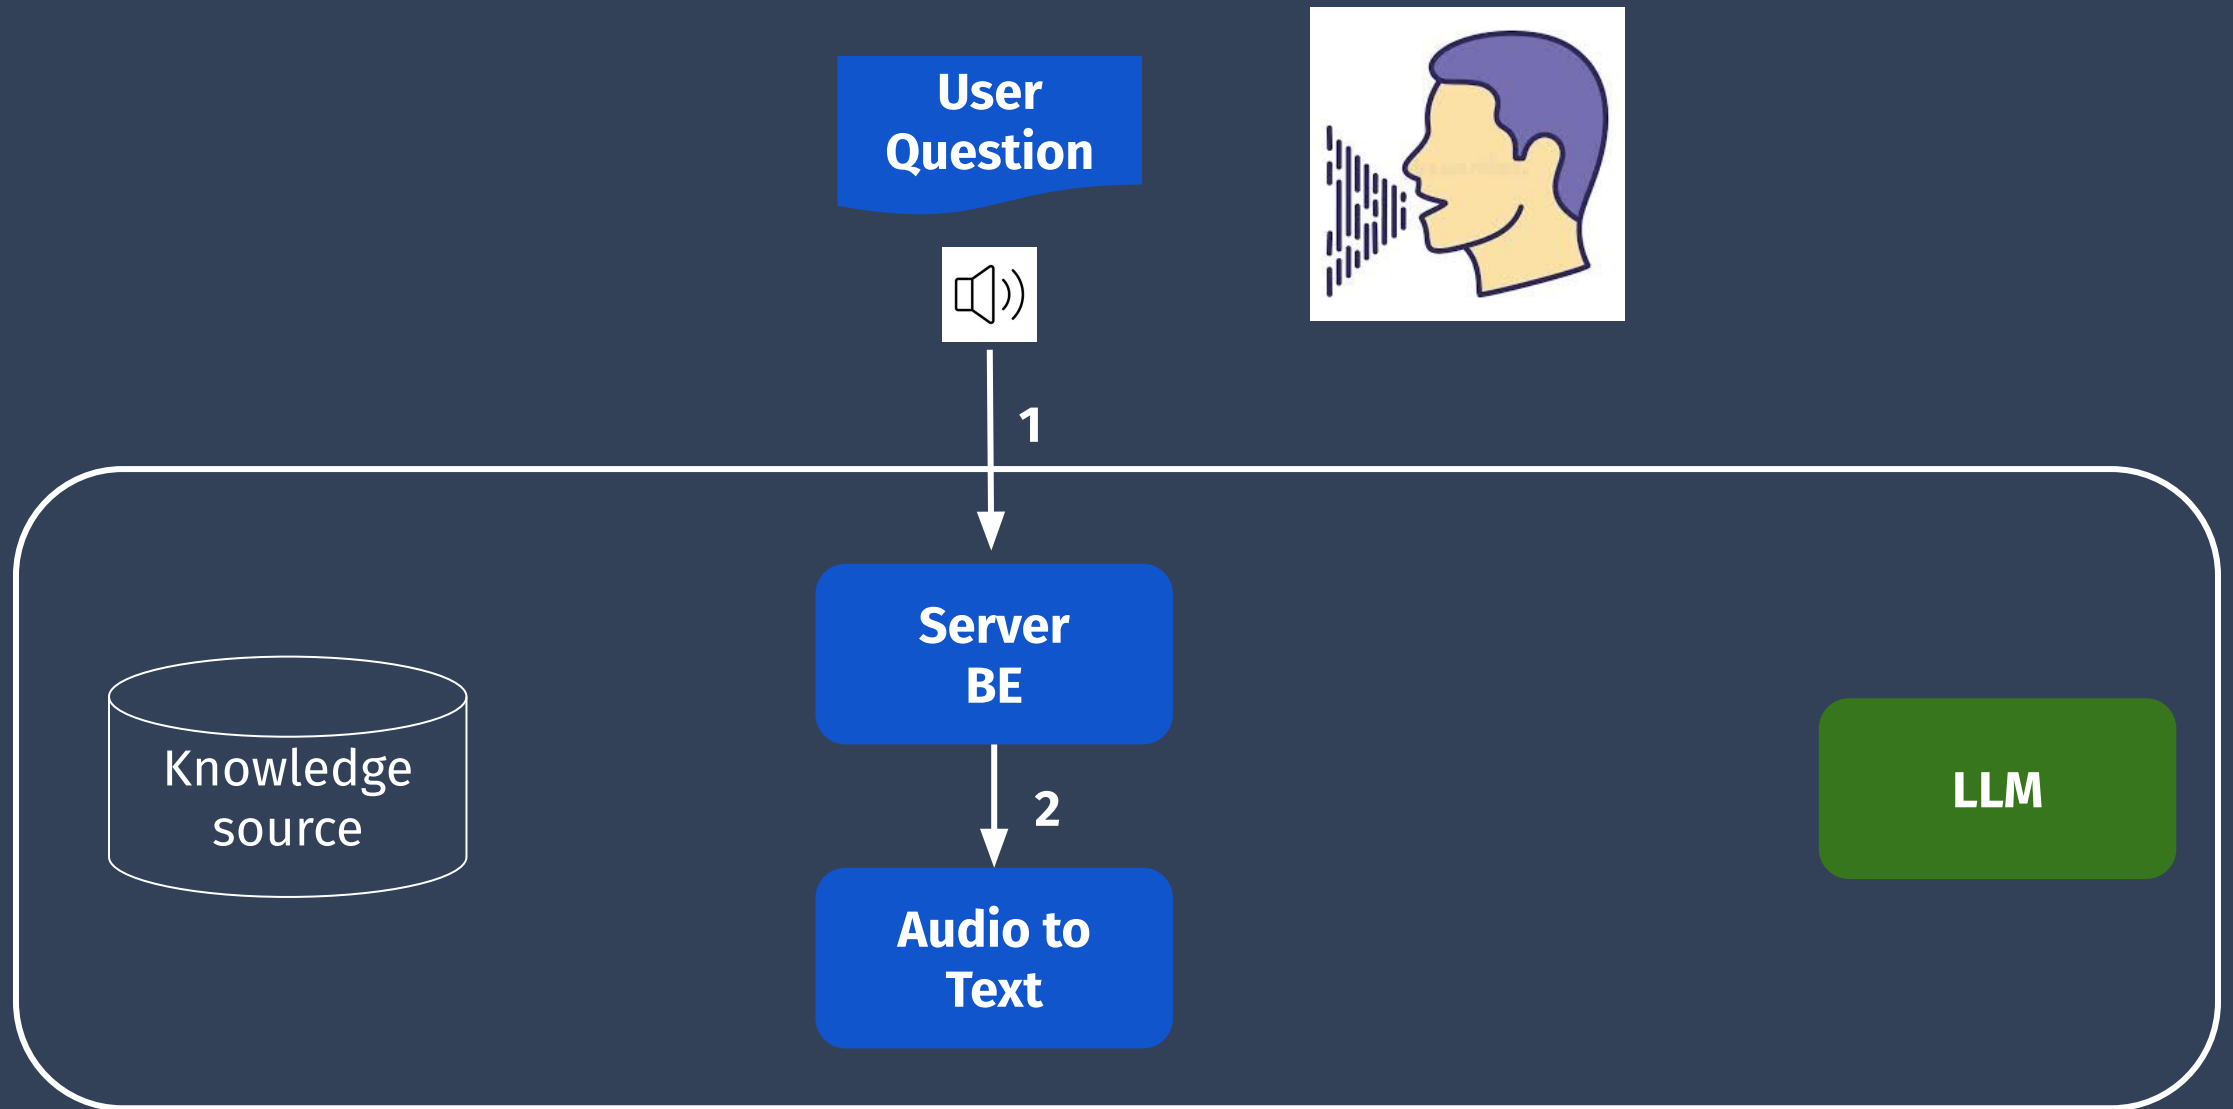 User
Question
1
Server
BE
Knowledge
source
2
LLM
Audio to
Text